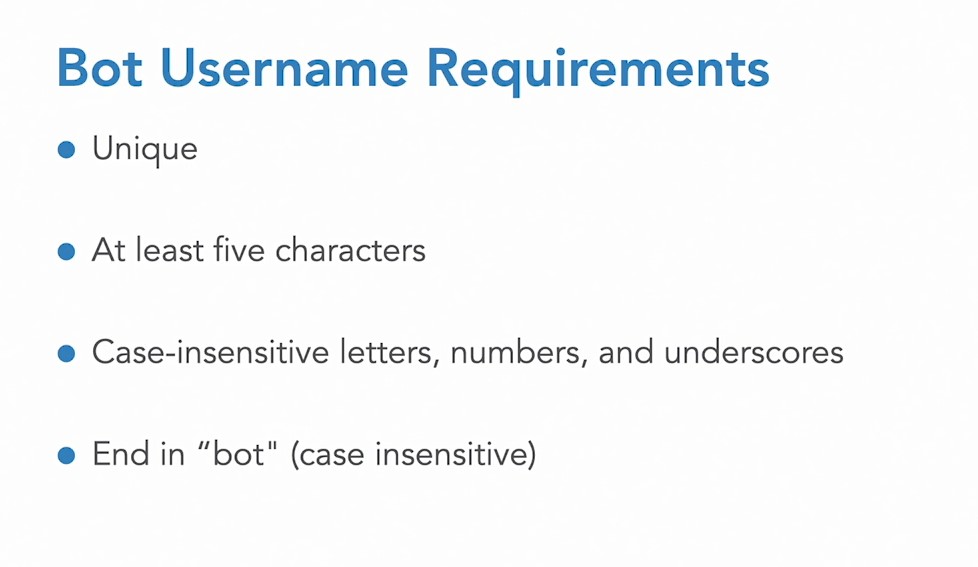 Bot Username Requirements
● Unique
● At least five characters
● Case-insensitive letters, numbers, and underscores
● End in “bot" (case insensitive)